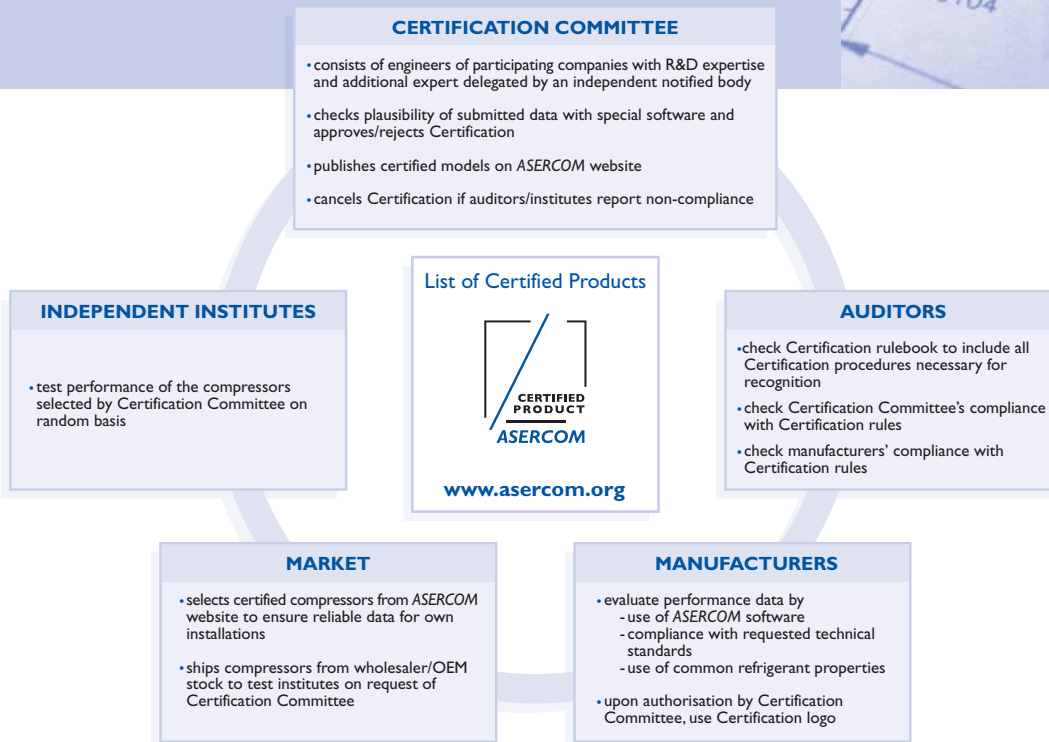 CERTIFICATION COMMITTEE
• consists of engineers of participating companies with R&D expertise
and additional expert delegated by an independent notified body
• checks plausibility of submitted data with special software and
approves/rejects Certification
• publishes certified models on ASERCOM website
• cancels Certification if auditors/institutes report non-compliance
INDEPENDENT INSTITUTES
• test performance of the compressors
selected by Certification Committee on
random basis
List of Certified Products
CERTIFIED
PRODUCT
ASERCOM
www.asercom.org
AUDITORS
• check Certification rulebook to include all
Certification procedures necessary for
recognition
• check Certification Committee's compliance
with Certification rules
• check manufacturers' compliance with
Certification rules
MARKET
• selects certified compressors from ASERCOM
website to ensure reliable data for own
installations
• ships compressors from wholesaler/OEM
stock to test institutes on request of
Certification Committee
MANUFACTURERS
• evaluate performance data by
- use of ASERCOM software
- compliance with requested technical
standards
- use of common refrigerant properties
• upon authorisation by Certification
Committee, use Certification logo